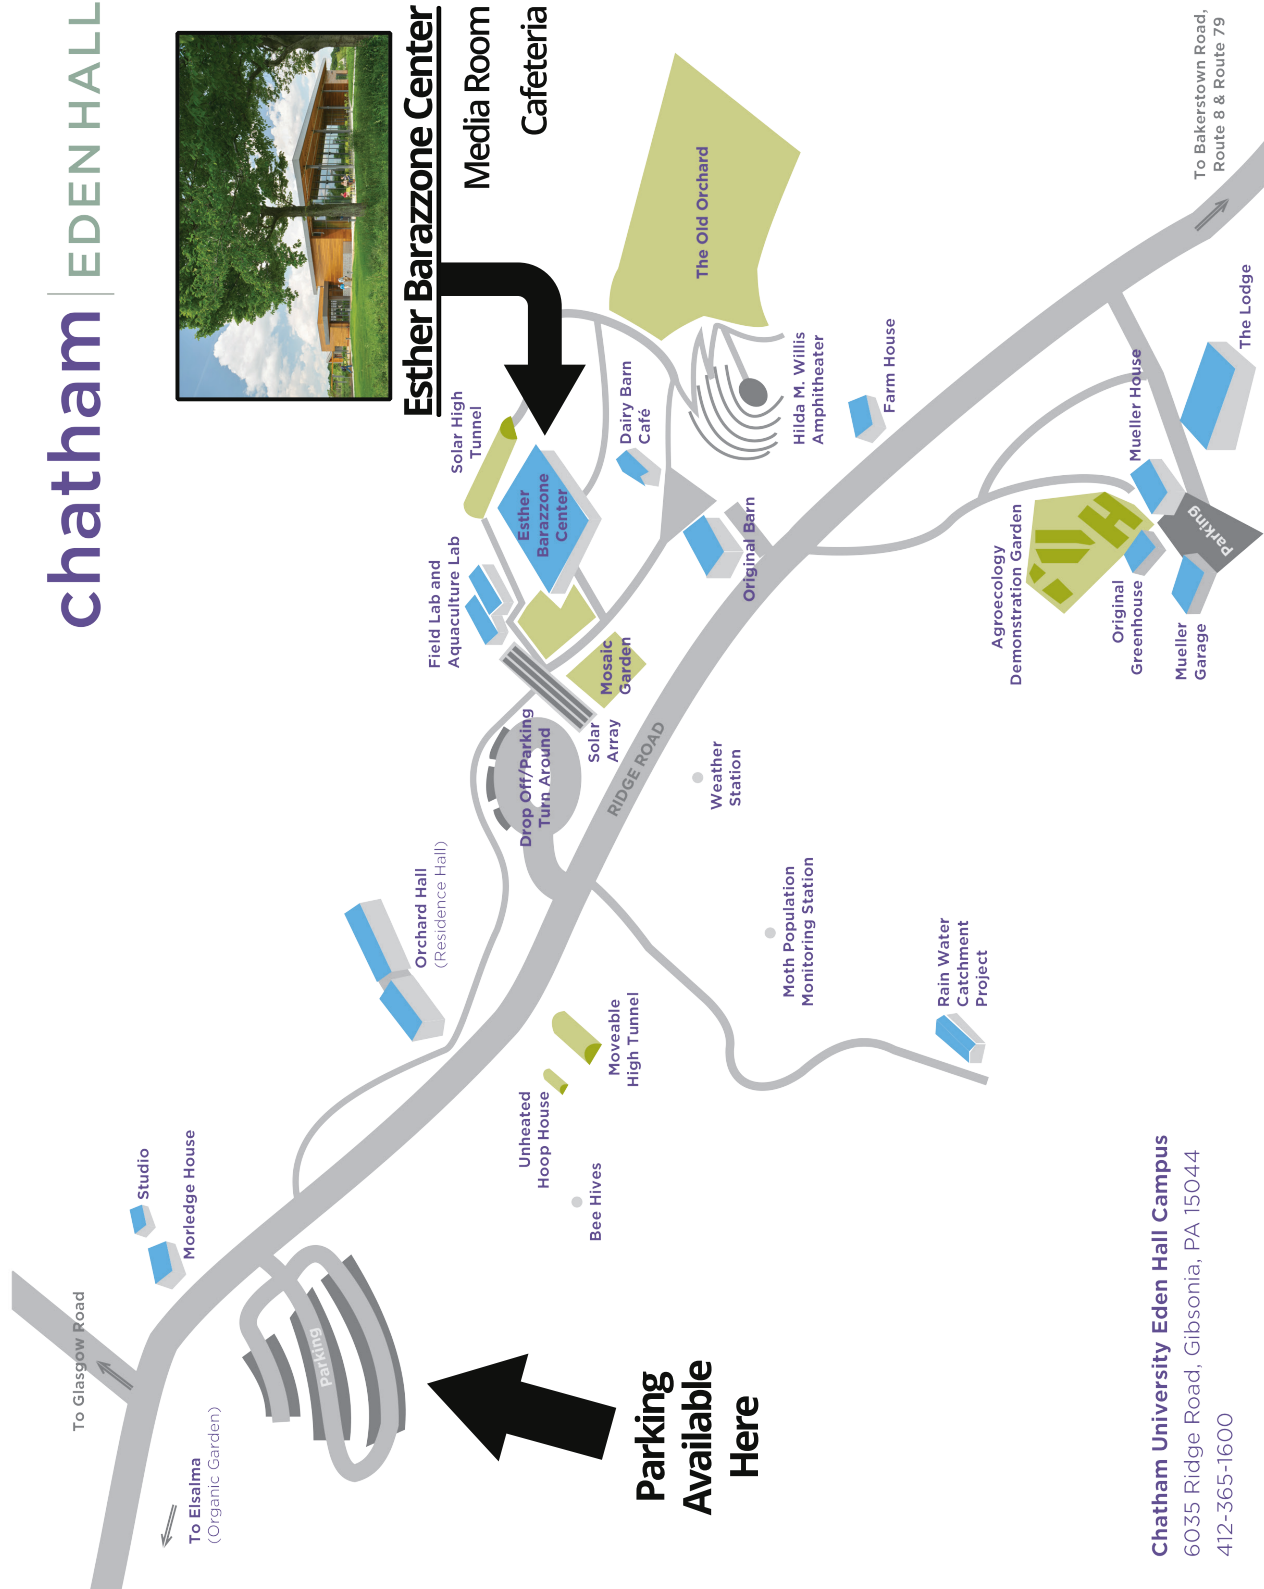 chatham | EDEN HALL
Esther Barazzone Center
Media Room
Cafeteria
To Glasgow Road
Studio
Morledge House
To Elsalma
(Organic Garden)
Parking
Parking
Available
Here
Orchard Hall
(Residence Hall)
Field Lab and
Aquaculture Lab
Solar High
Tunnel
Esther
Barazzone
Center
Drop Off/Parking
Turn Around
Solar
Array
Mosaic
Garden
Dairy Barn
Café
The Old Orchard
Hilda M. Willis
Amphitheater
Original Barn
RIDGE ROAD
Farm House
Unheated
Hoop House
Moveable
High Tunnel
Bee Hives
Weather
Station
Moth Population
Monitoring Station
Rain Water
Catchment
Project
Agroecology
Demonstration Garden
Original
Greenhouse
Mueller
Garage
Mueller House
Parking
The Lodge
To Bakerstown Road,
Route 8 & Route 79
Chatham University Eden Hall Campus
6035 Ridge Road, Gibsonia, PA 15044
412-365-1600